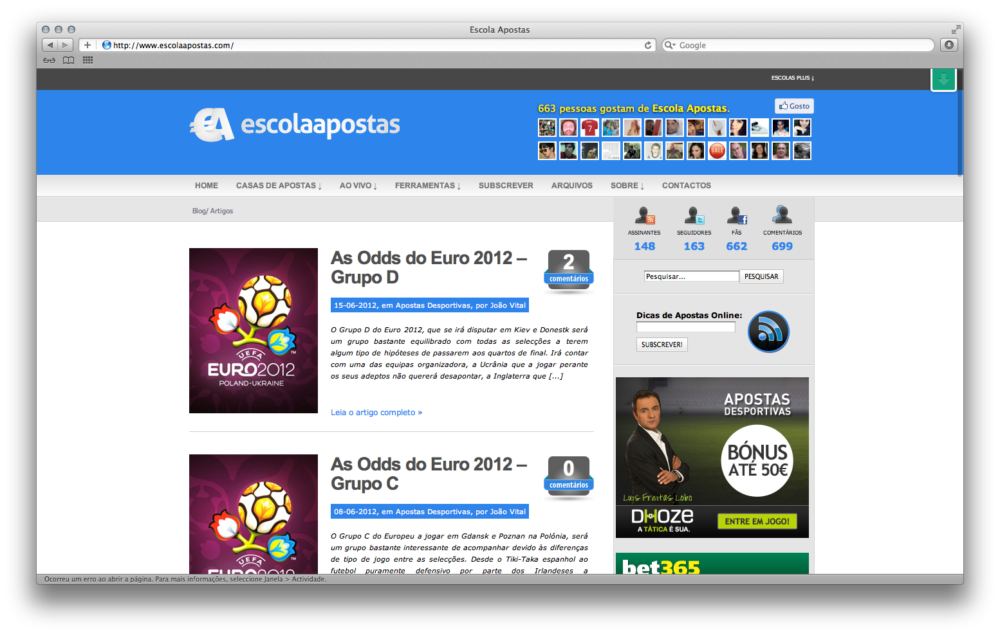 Escola Apostas
http://www.escolaapostas.com/
Google
ESCOLAS PLUS ↓
escolaapostas
663 pessoas gostam de Escola Apostas.
Gosto
7
SALE
HOME
CASAS DE APOSTAS ↓
AO VIVO ↓
FERRAMENTAS ↓
SUBSCREVER
ARQUIVOS
SOBRE ↓
CONTACTOS
Blog/ Artigos
ASSINANTES
148
SEGUIDORES
163
FÃS
662
COMENTÁRIOS
699
Pesquisar...
PESQUISAR
Dicas de Apostas Online:
SUBSCREVER!
UEFA
EURO2012
TM
POLAND-UKRAINE
As Odds do Euro 2012 –
Grupo D
2
comentários
15-06-2012, em Apostas Desportivas, por João Vital
O Grupo D do Euro 2012, que se irá disputar em Kiev e Donestk será
um grupo bastante equilibrado com todas as selecções a terem
algum tipo de hipóteses de passarem aos quartos de final. Irá contar
com uma das equipas organizadora, a Ucrânia que a jogar perante
os seus adeptos não quererá desapontar, a Inglaterra que [...]
Leia o artigo completo »
UEFA
EURO2012
TM
As Odds do Euro 2012 –
Grupo C
0
comentários
08-06-2012, em Apostas Desportivas, por João Vital
O Grupo C do Europeu a jogar em Gdansk e Poznan na Polónia, será
um grupo bastante interessante de acompanhar devido às diferenças
de tipo de jogo entre as selecções. Desde o Tiki-Taka espanhol ao
futebol puramente defensivo por parte dos Irlandeses a
APOSTAS
DESPORTIVAS
BÓNUS
ATÉ 50€
Luis Freitas Lobo
DHOZE
A TÁTICA É SUA.
ENTRE EM JOGO!
bet365
Ocorreu um erro ao abrir a página. Para mais informações, seleccione Janela > Actividade.